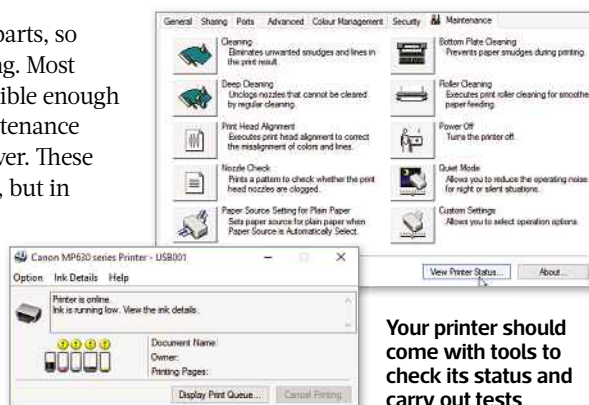 parts, so
ng. Most
ible enough
tenance
ver. These
, but in
General Sharing Ports Advanced Colour Management Security Maintenance
Cleaning
Eliminates unwanted smudges and lines in
the print result.
Bottom Plate Cleaning
Prevents paper smudges during printing.
Deep Cleaning
Unclogs nozzles that cannot be cleared
by regular cleaning.
Roller Cleaning
Executes print roller cleaning for smoothe
paper feeding.
Print Head Alignment
Executes print head alignment to correct
the misalignment of colors and lines.
Power Off
Turns the printer off.
Nozzle Check
Prints a pattern to check whether the print
head nozzles are clogged.
Quiet Mode
Allows you to reduce the operating noise
for night or silent situations.
Paper Source Setting for Plain Paper
Sets paper source for plain paper when
Paper Source is Automatically Select.
Custom Settings
Allows you to select operation options.
View Printer Status... About...
Canon MP630 series Printer - USB001
Option Ink Details Help
Printer is online.
Ink is running low. View the ink details.
Document Name:
Owner:
Printing Pages:
Display Print Queue... Cancel Printing
Your printer should
come with tools to
check its status and
carry out tests